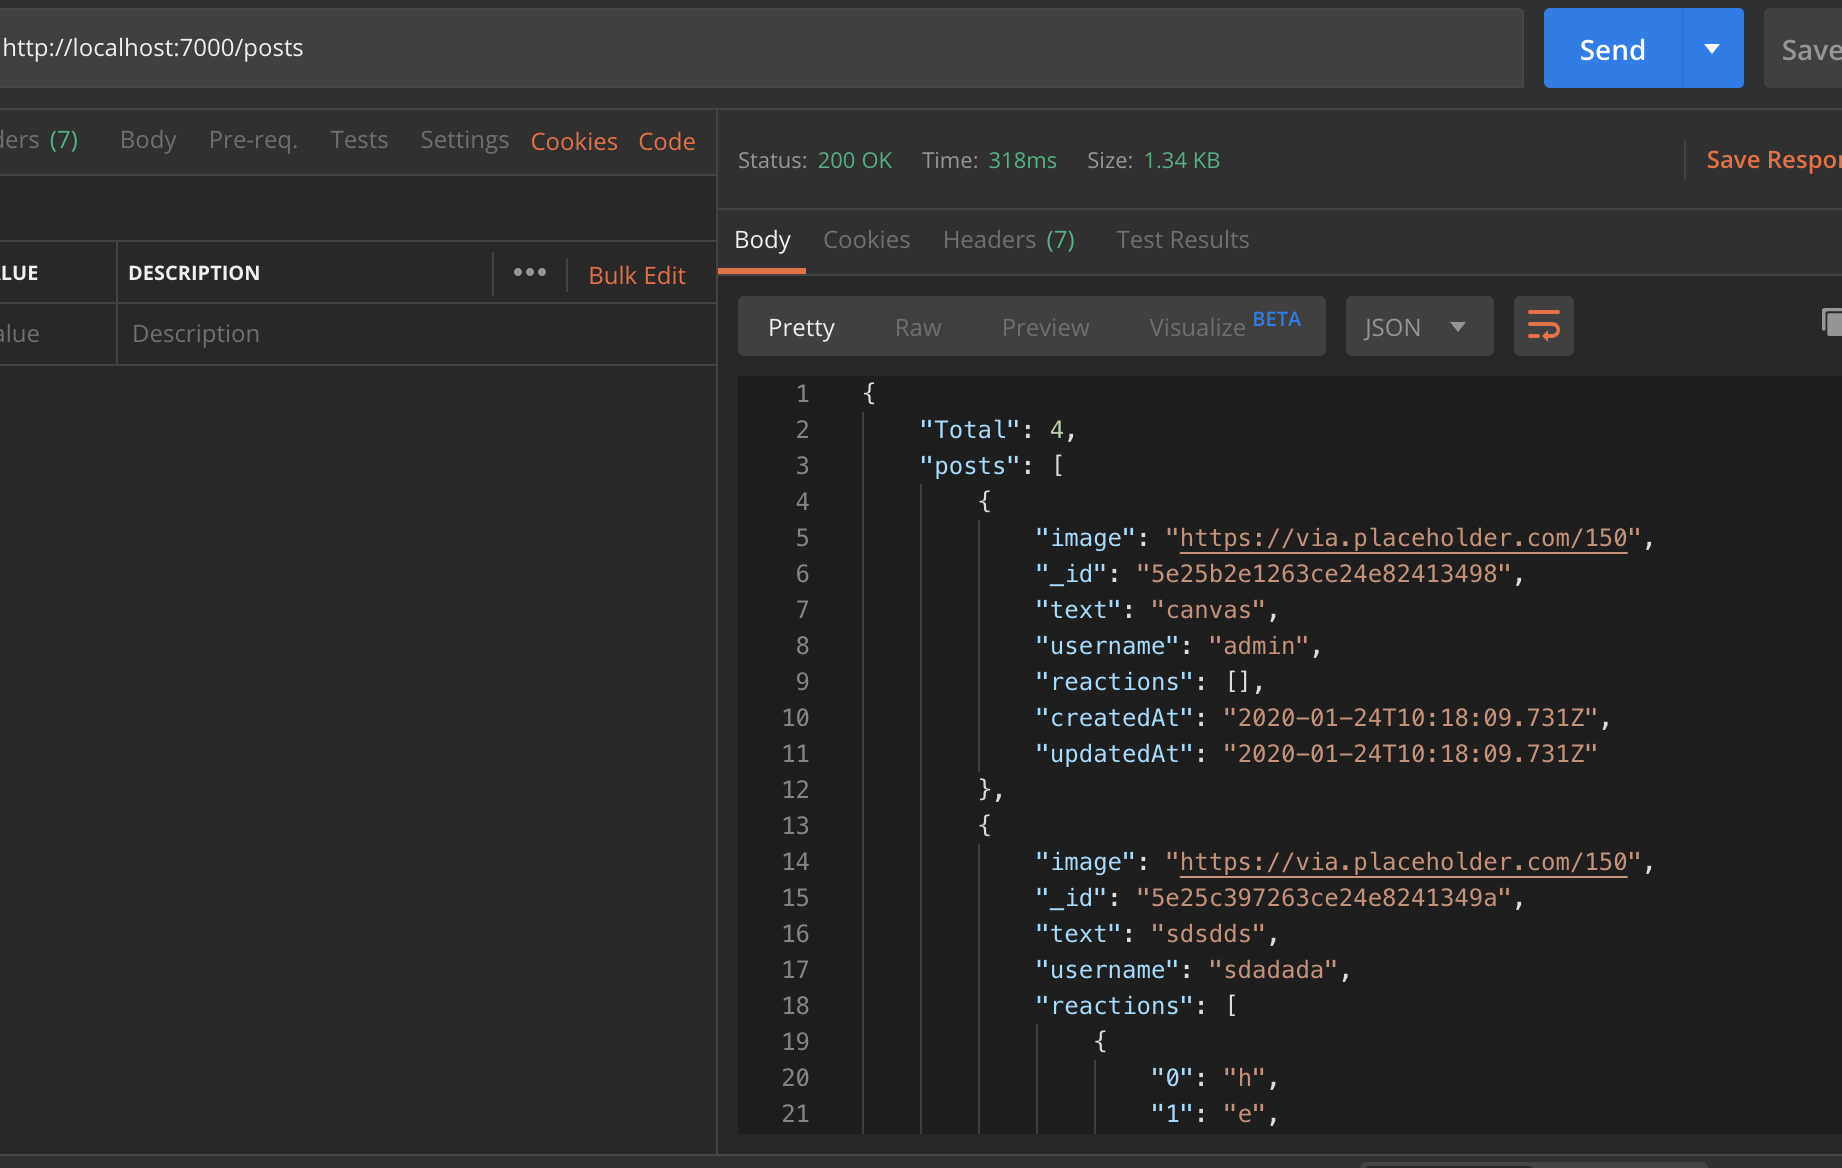 http://localhost:7000/posts
Send
Save
ders (7) Body Pre-req. Tests Settings Cookies Code
Status: 200 OK Time: 318ms Size: 1.34 KB
Save Respon
LUE DESCRIPTION ••• Bulk Edit
alue Description
Body Cookies Headers (7) Test Results
Pretty Raw Preview Visualize BETA JSON
1 {
2 "Total": 4,
3 "posts": [
4 {
5 "image": "https://via.placeholder.com/150",
6 "_id": "5e25b2e1263ce24e82413498",
7 "text": "canvas",
8 "username": "admin",
9 "reactions": [],
10 "createdAt": "2020-01-24T10:18:09.731Z",
11 "updatedAt": "2020-01-24T10:18:09.731Z"
12 },
13 {
14 "image": "https://via.placeholder.com/150",
15 "_id": "5e25c397263ce24e8241349a",
16 "text": "sdsdds",
17 "username": "sdadada",
18 "reactions": [
19 {
20 "0": "h",
21 "1": "e",